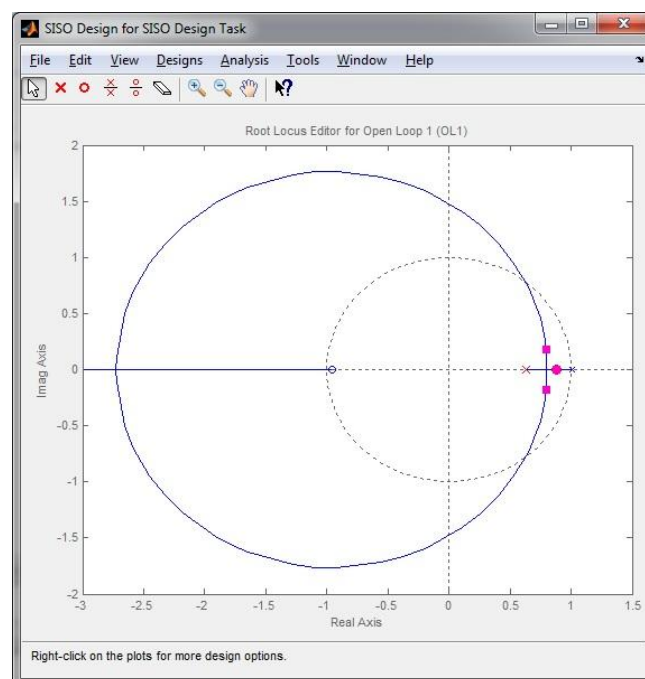 SISO Design for SISO Design Task
File Edit View Designs Analysis Tools Window Help
Root Locus Editor for Open Loop 1 (OL1)
2
1.5
1
0.5
0
-0.5
-1
-1.5
-2
Imag Axis
-3 -2.5 -2 -1.5 -1 -0.5 0 0.5 1 1.5
Real Axis
Right-click on the plots for more design options.